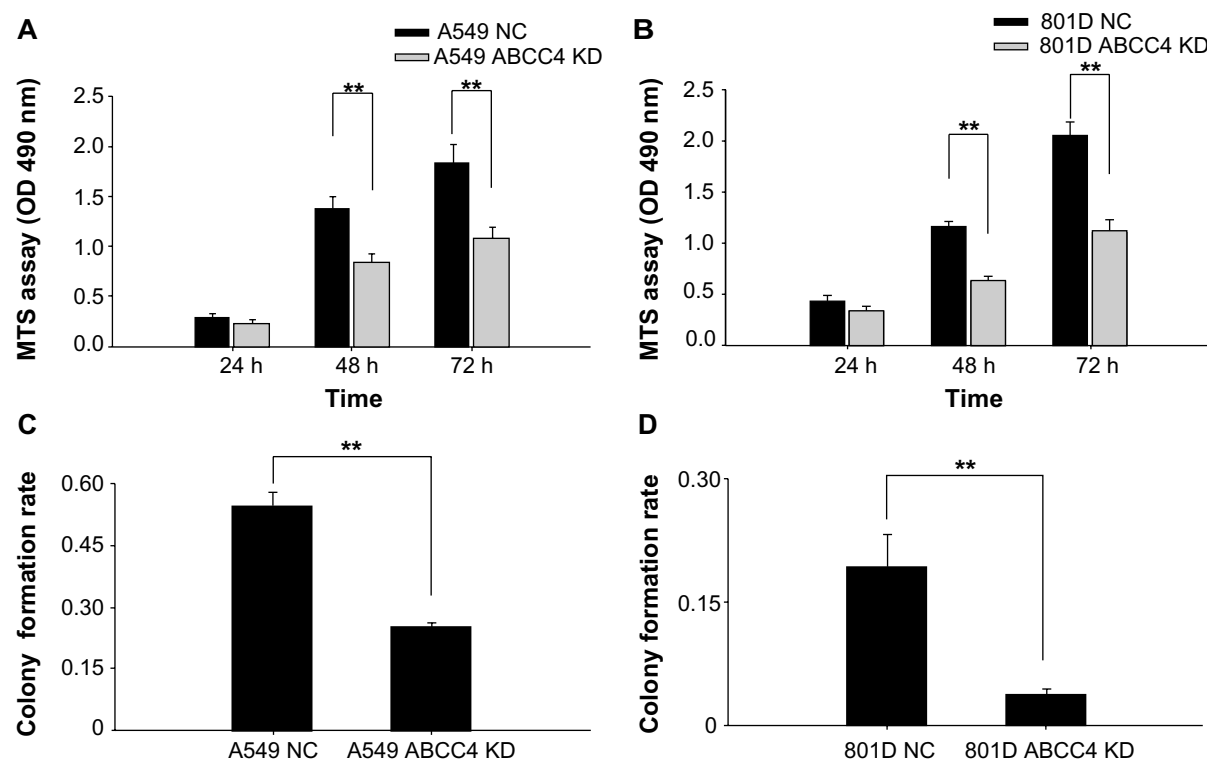 A
A549 NC
A549 ABCC4 KD
MTS assay (OD 490 nm)
2.5
2.0
1.5
1.0
0.5
0.0
**
**
24 h 48 h 72 h
Time
B
801D NC
801D ABCC4 KD
MTS assay (OD 490 nm)
2.5
2.0
1.5
1.0
0.5
0.0
**
**
24 h 48 h 72 h
Time
C
Colony formation rate
0.60
0.45
0.30
0.15
0
**
A549 NC A549 ABCC4 KD
D
Colony formation rate
0.30
0.15
0
**
801D NC 801D ABCC4 KD